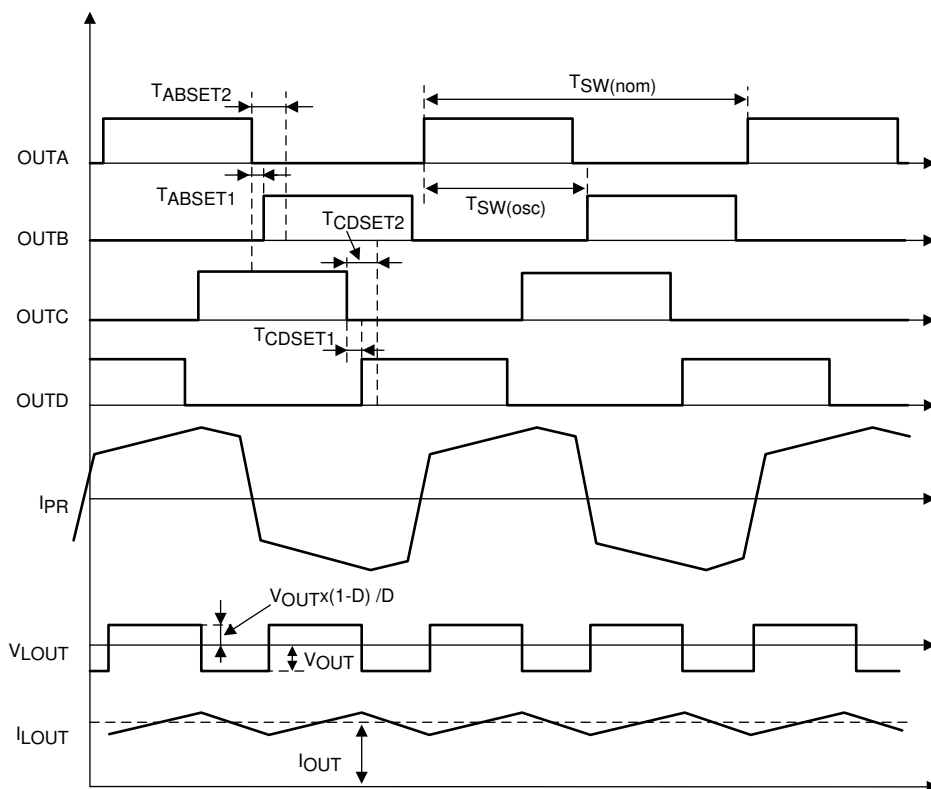 TABSET2
TSW(nom)
OUTA
TABSET1
TSW(osc)
TCDSET2
OUTB
OUTC
TCDSET1
OUTD
IPR
VOUTx(1-D) /D
VLOUT
VOUT
ILOUT
IOUT